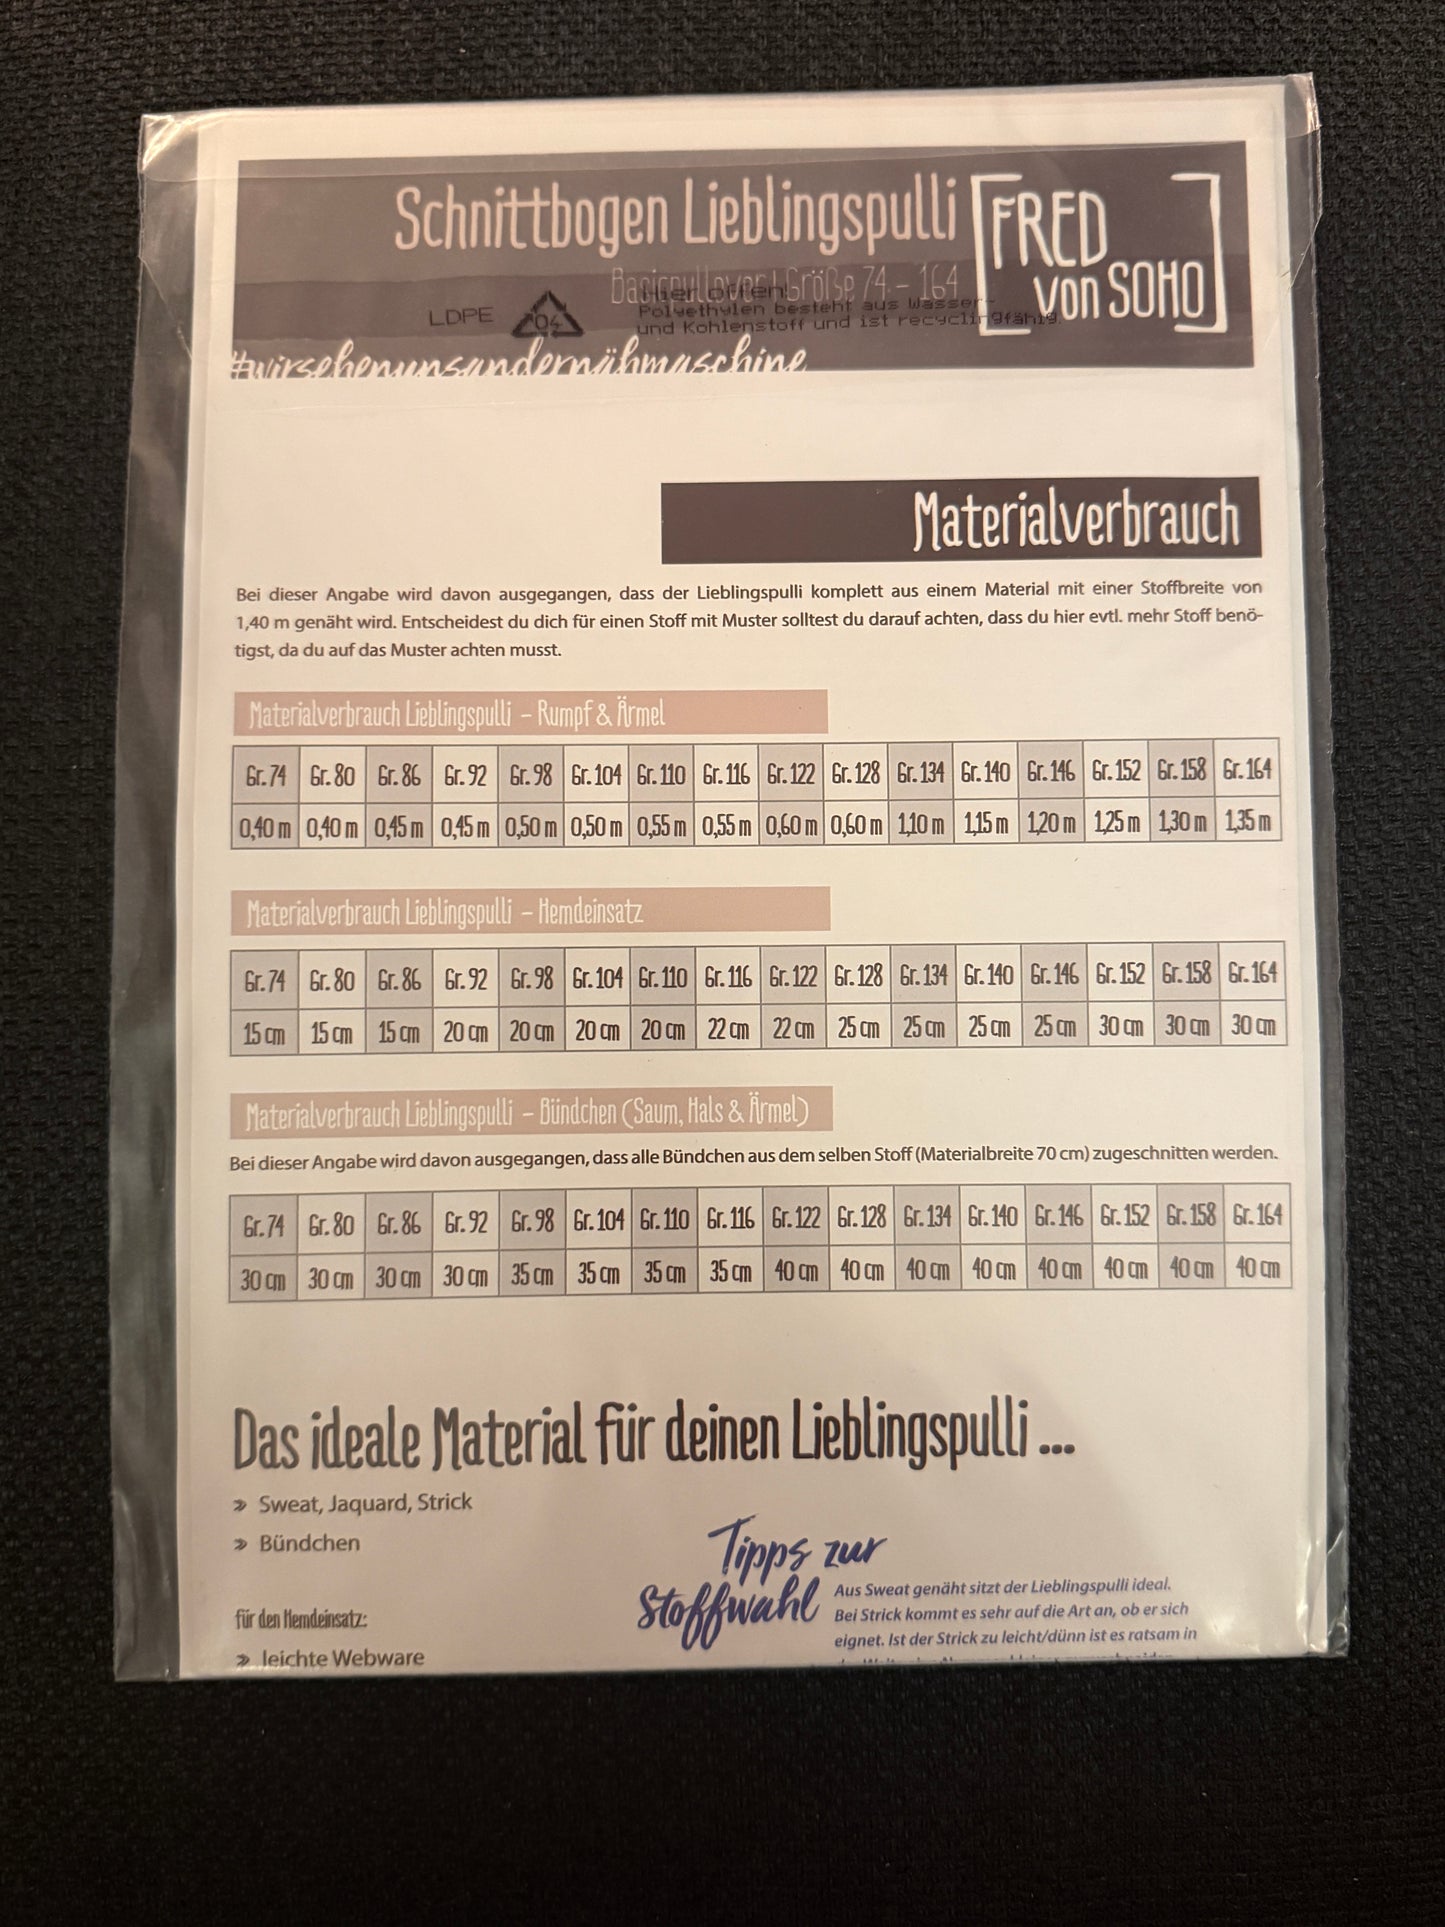 Schnittbogen Lieblingspulli
Basicpullover | Größe 74 – 164
[FRED
von SOHO]
LDPE
04
Hier öffnen!
Polyethylen besteht aus Wasser-
und Kohlenstoff und ist recyclingfähig.
#wirsehenunsandernähmaschine
Materialverbrauch
Bei dieser Angabe wird davon ausgegangen, dass der Lieblingspulli komplett aus einem Material mit einer Stoffbreite von
1,40 m genäht wird. Entscheidest du dich für einen Stoff mit Muster solltest du darauf achten, dass du hier evtl. mehr Stoff benö-
tigst, da du auf das Muster achten musst.
Materialverbrauch Lieblingspulli – Rumpf & Ärmel
Gr. 74 Gr. 80 Gr. 86 Gr. 92 Gr. 98 Gr. 104 Gr. 110 Gr. 116 Gr. 122 Gr. 128 Gr. 134 Gr. 140 Gr. 146 Gr. 152 Gr. 158 Gr. 164
0,40 m 0,40 m 0,45 m 0,45 m 0,50 m 0,50 m 0,55 m 0,55 m 0,60 m 0,60 m 1,10 m 1,15 m 1,20 m 1,25 m 1,30 m 1,35 m
Materialverbrauch Lieblingspulli – Hemdeinsatz
Gr. 74 Gr. 80 Gr. 86 Gr. 92 Gr. 98 Gr. 104 Gr. 110 Gr. 116 Gr. 122 Gr. 128 Gr. 134 Gr. 140 Gr. 146 Gr. 152 Gr. 158 Gr. 164
15 cm 15 cm 15 cm 20 cm 20 cm 20 cm 20 cm 22 cm 22 cm 25 cm 25 cm 25 cm 25 cm 30 cm 30 cm 30 cm
Materialverbrauch Lieblingspulli – Bündchen (Saum, Hals & Ärmel)
Bei dieser Angabe wird davon ausgegangen, dass alle Bündchen aus dem selben Stoff (Materialbreite 70 cm) zugeschnitten werden.
Gr. 74 Gr. 80 Gr. 86 Gr. 92 Gr. 98 Gr. 104 Gr. 110 Gr. 116 Gr. 122 Gr. 128 Gr. 134 Gr. 140 Gr. 146 Gr. 152 Gr. 158 Gr. 164
30 cm 30 cm 30 cm 30 cm 35 cm 35 cm 35 cm 35 cm 40 cm 40 cm 40 cm 40 cm 40 cm 40 cm 40 cm 40 cm
Das ideale Material für deinen Lieblingspulli ...
» Sweat, Jaquard, Strick
» Bündchen
für den Hemdeinsatz:
» leichte Webware
Tipps zur
Stoffwahl
Aus Sweat genäht sitzt der Lieblingspulli ideal.
Bei Strick kommt es sehr auf die Art an, ob er sich
eignet. Ist der Strick zu leicht/dünn ist es ratsam in